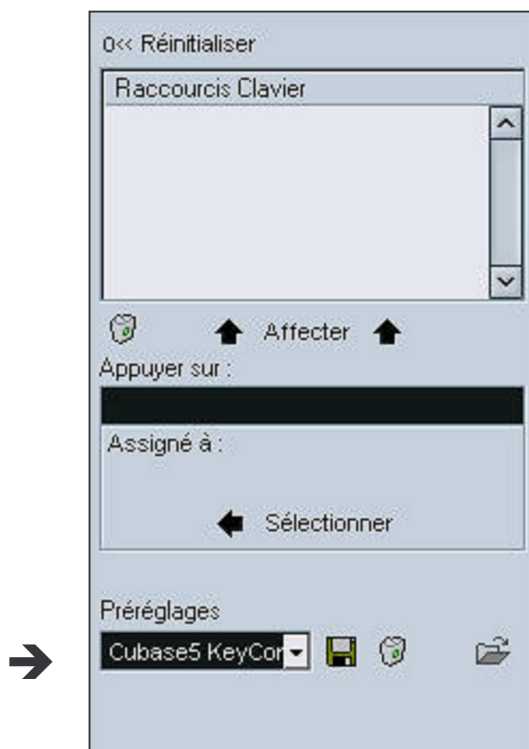 0<< Réinitialiser
Raccourcis Clavier
Affecter
Appuyer sur :
Assigné à :
Sélectionner
Préréglages
Cubase5 KeyCor